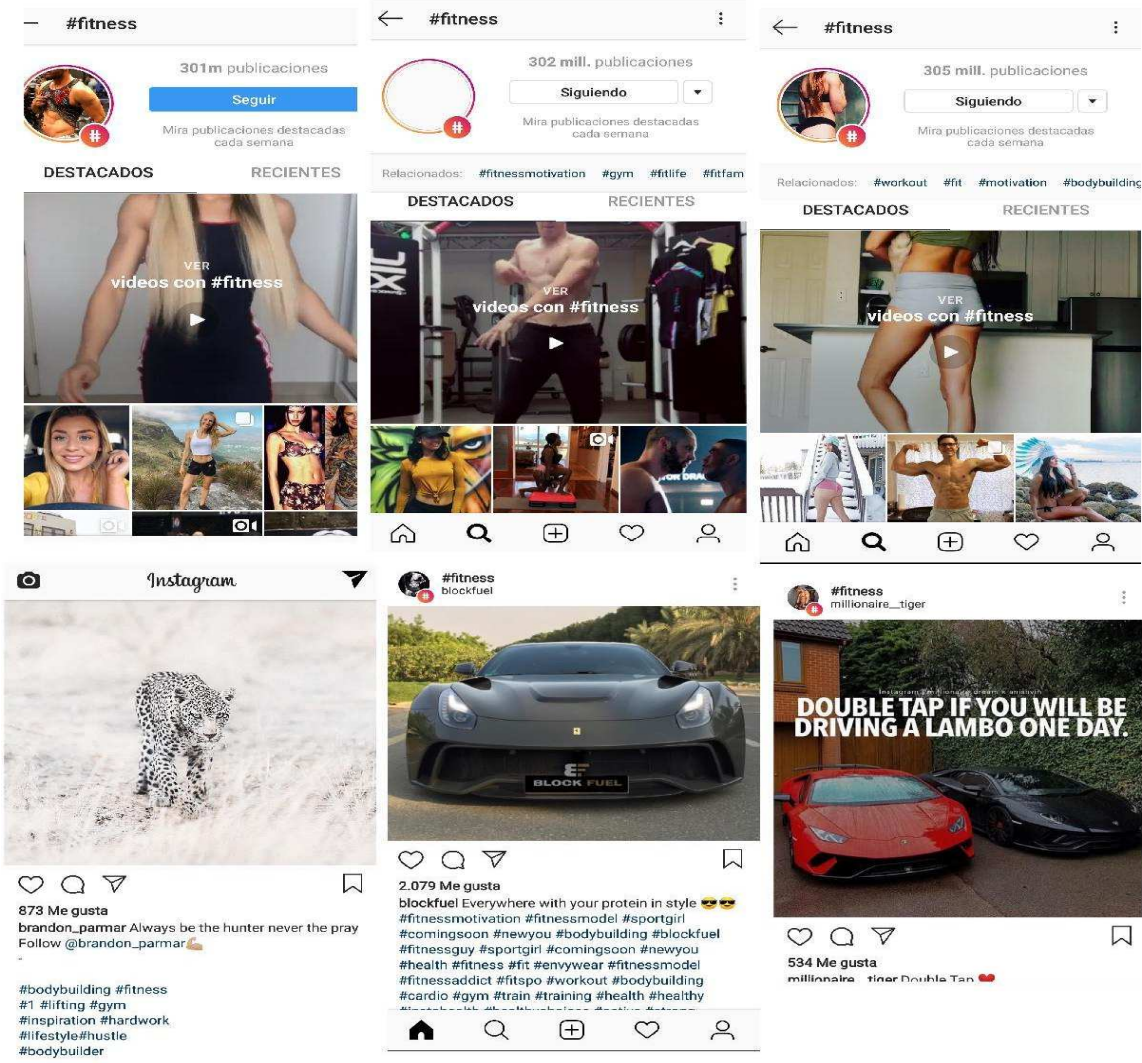 #fitness
301m publicaciones
Seguir
Mira publicaciones destacadas
cada semana
#
DESTACADOS RECIENTES
VER
videos con #fitness
#fitness
302 mill. publicaciones
Siguiendo
Mira publicaciones destacadas
cada semana
#
Relacionados: #fitnessmotivation #gym #fitlife #fitfam
DESTACADOS RECIENTES
VER
videos con #fitness
#fitness
305 mill. publicaciones
Siguiendo
Mira publicaciones destacadas
cada semana
#
Relacionados: #workout #fit #motivation #bodybuilding
DESTACADOS RECIENTES
VER
videos con #fitness
Instagram
873 Me gusta
brandon_parmar Always be the hunter never the pray
Follow @brandon_parmar💪🏼
-
#bodybuilding #fitness
#1 #lifting #gym
#inspiration #hardwork
#lifestyle#hustle
#bodybuilder
#fitness
blockfuel
#
BLOCK FUEL
2.079 Me gusta
blockfuel Everywhere with your protein in style 😎😎
#fitnessmotivation #fitnessmodel #sportgirl
#comingsoon #newyou #bodybuilding #blockfuel
#fitnessguy #sportgirl #comingsoon #newyou
#health #fitness #fit #envywear #fitnessmodel
#fitnessaddict #fitspo #workout #bodybuilding
#cardio #gym #train #training #health #healthy
#fitness
millionaire__tiger
#
DOUBLE TAP IF YOU WILL BE
DRIVING A LAMBO ONE DAY.
534 Me gusta
millionaire__tiger Double Tap ❤️